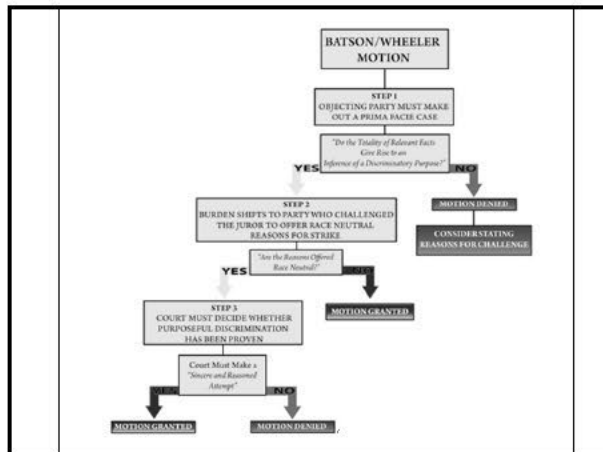 BATSON/WHEELER
MOTION
STEP 1
OBJECTING PARTY MUST MAKE
OUT A PRIMA FACIE CASE
"Do the Totality of Relevant Facts
Give Rise to an
Inference of a Discriminatory Purpose?"
YES
NO
MOTION DENIED
CONSIDER STATING
REASONS FOR CHALLENGE
STEP 2
BURDEN SHIFTS TO PARTY WHO CHALLENGED
THE JUROR TO OFFER RACE NEUTRAL
REASONS FOR STRIKE
"Are the Reasons Offered
Race Neutral?"
YES
NO
MOTION GRANTED
STEP 3
COURT MUST DECIDE WHETHER
PURPOSEFUL DISCRIMINATION
HAS BEEN PROVEN
Court Must Make a
"Sincere and Reasoned
Attempt"
YES
NO
MOTION GRANTED
MOTION DENIED